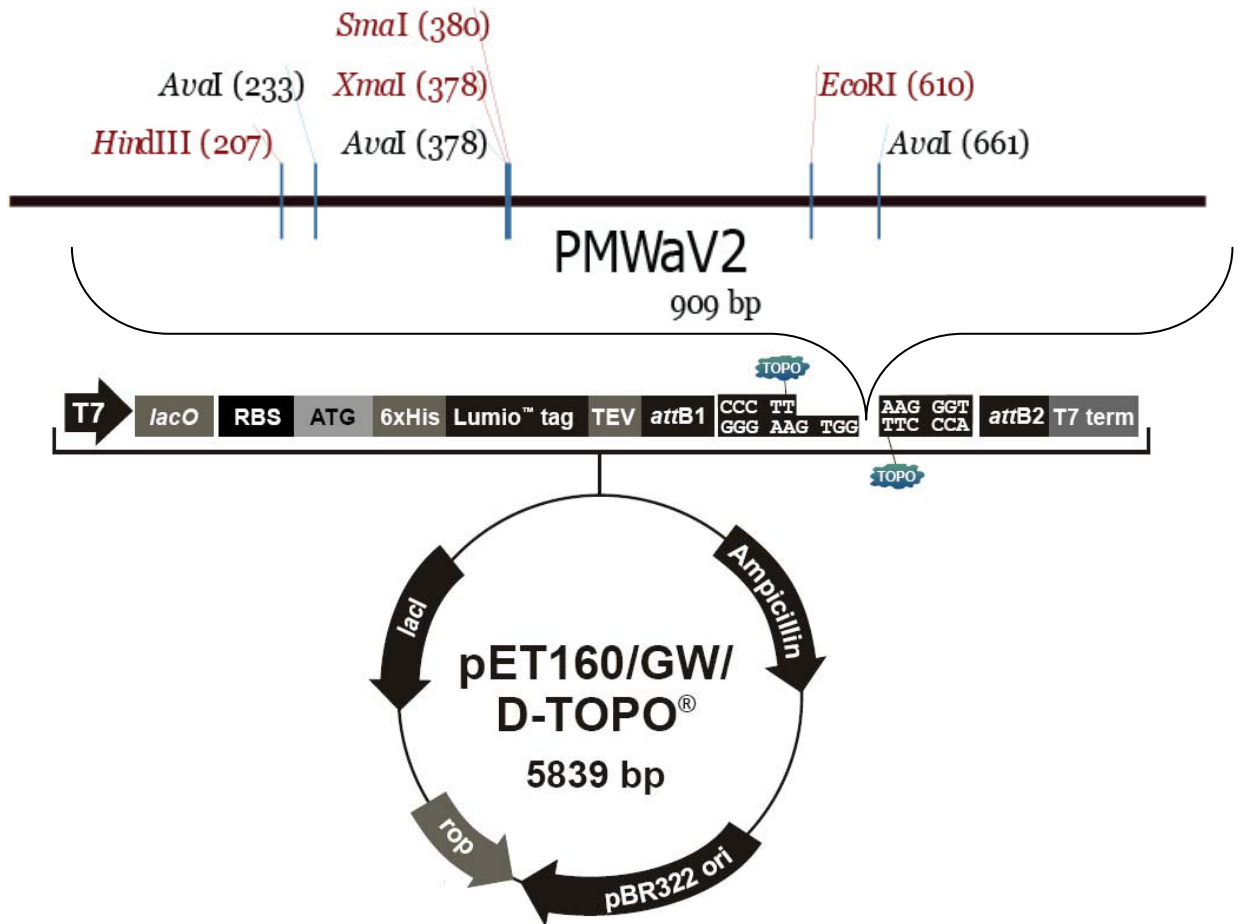 SmaI (380)
AvaI (233) XmaI (378) EcoRI (610)
HindIII (207) AvaI (378) AvaI (661)
PMWaV2
909 bp
TOPO
T7 lacO RBS ATG 6xHis Lumio™ tag TEV attB1 CCC TT AAG GGT attB2 T7 term
GGG AAG TGG TTC CCA
TOPO
lacI
Ampicillin
pET160/GW/
D-TOPO®
5839 bp
rop
pBR322 ori